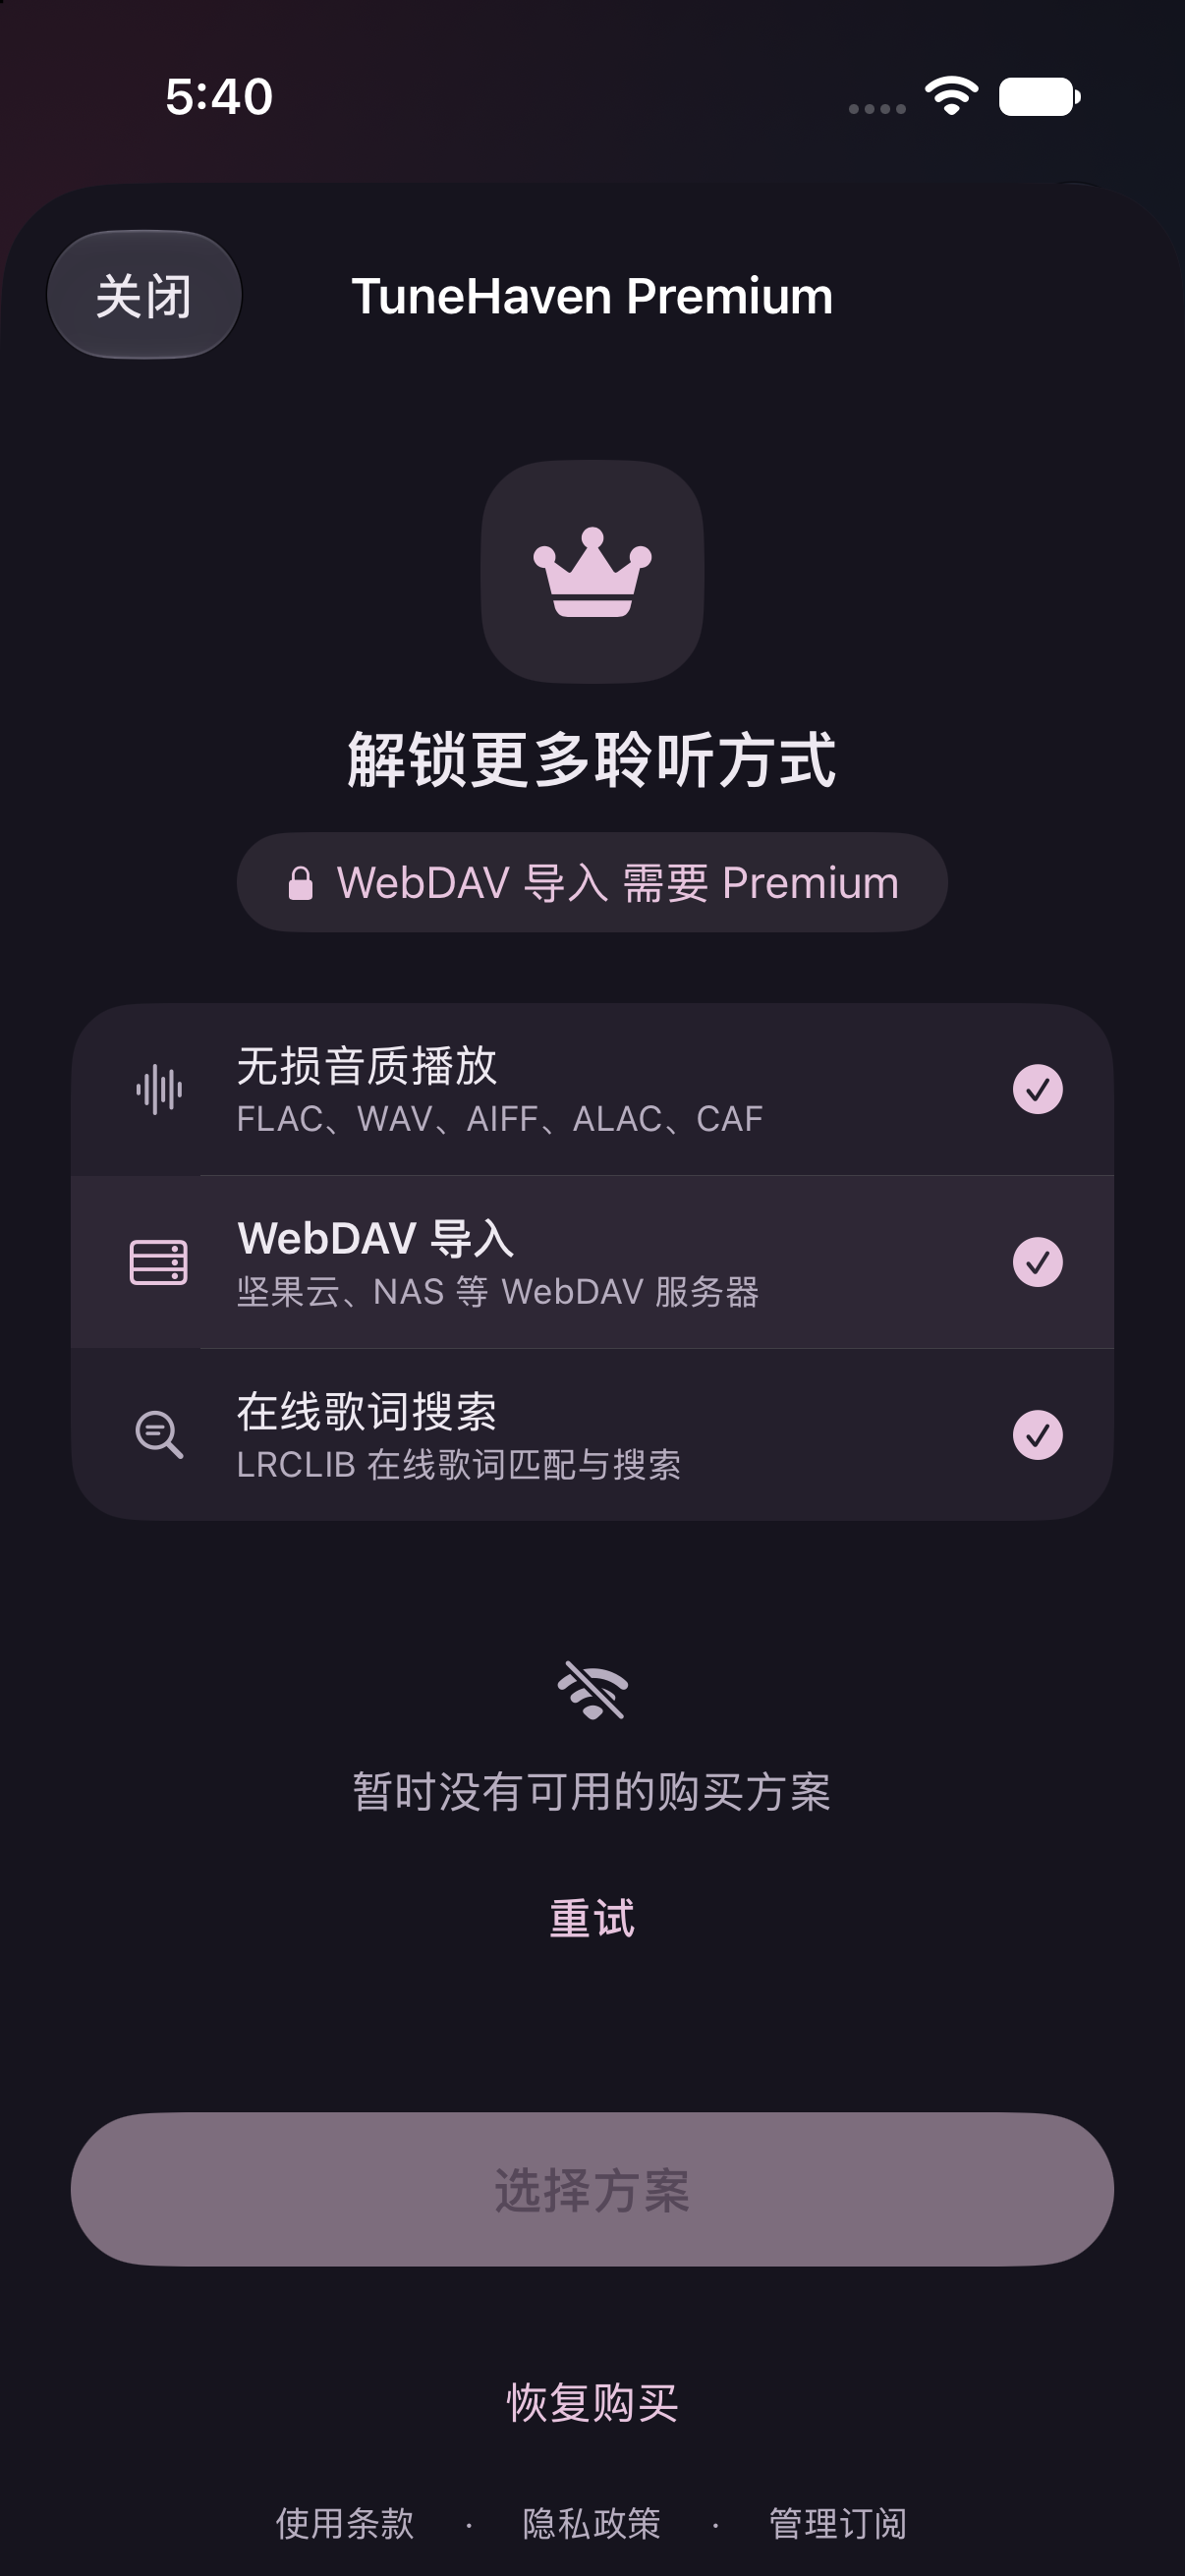 5:40
关闭
TuneHaven Premium
解锁更多聆听方式
WebDAV 导入 需要 Premium
无损音质播放
FLAC、WAV、AIFF、ALAC、CAF
WebDAV 导入
坚果云、NAS 等 WebDAV 服务器
在线歌词搜索
LRCLIB 在线歌词匹配与搜索
暂时没有可用的购买方案
重试
选择方案
恢复购买
使用条款 · 隐私政策 · 管理订阅